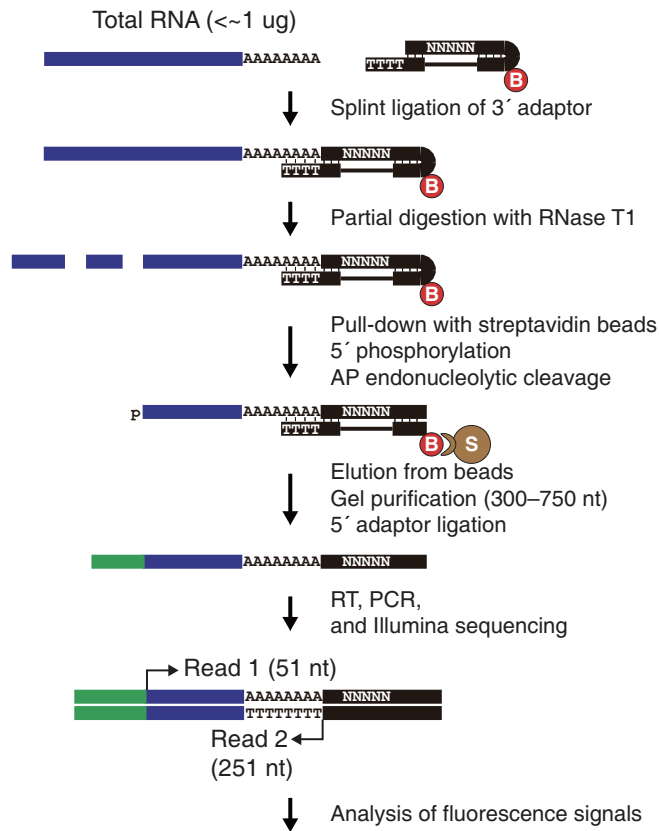 Total RNA (<~1 ug)
AAAAAAAA
NNNNN
TTTT
B
Splint ligation of 3´ adaptor
AAAAAAAA NNNNN
TTTT
B
Partial digestion with RNase T1
AAAAAAAA NNNNN
TTTT
B
Pull-down with streptavidin beads
5´ phosphorylation
AP endonucleolytic cleavage
p AAAAAAAA NNNNN
TTTT
B S
Elution from beads
Gel purification (300–750 nt)
5´ adaptor ligation
AAAAAAAA NNNNN
RT, PCR,
and Illumina sequencing
Read 1 (51 nt)
AAAAAAAA NNNNN
TTTTTTTT
Read 2
(251 nt)
Analysis of fluorescence signals